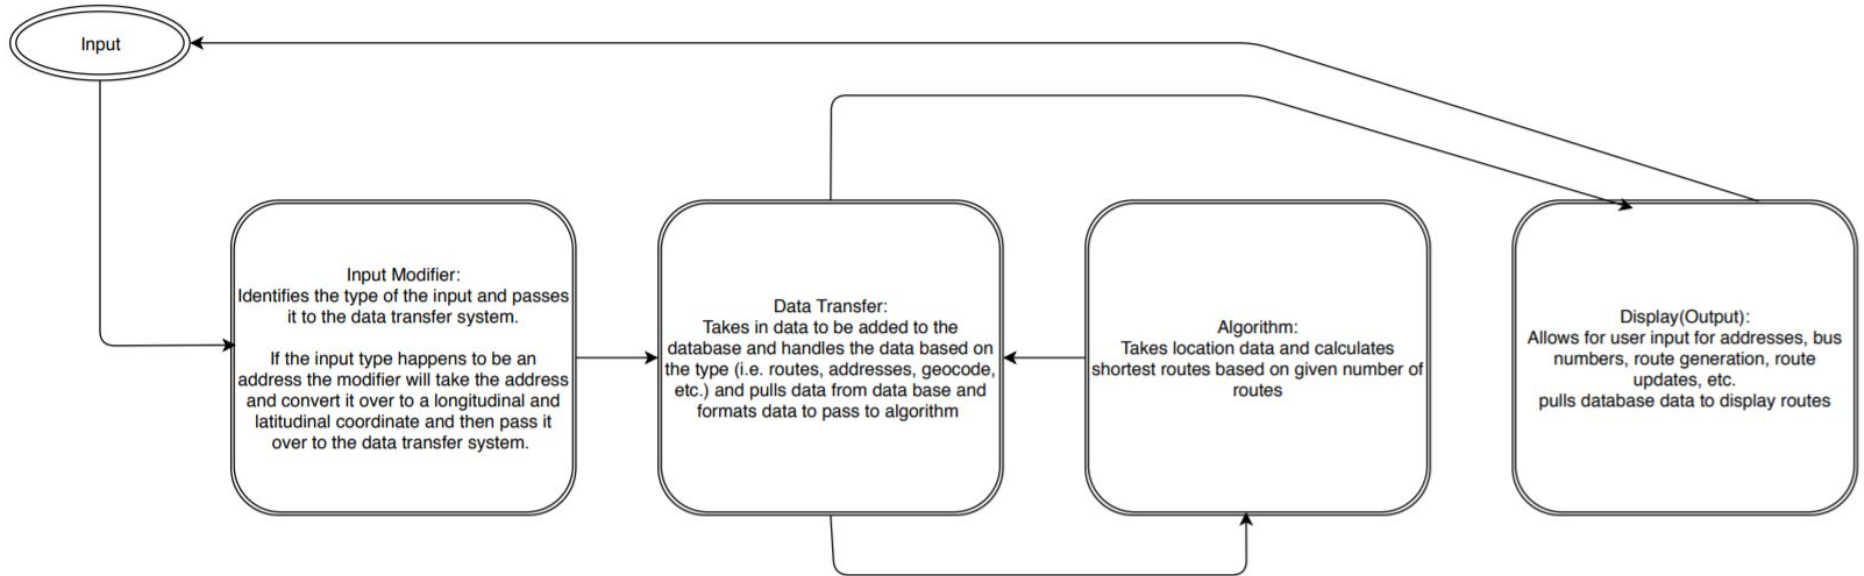 Input
Input Modifier:
Identifies the type of the input and passes
it to the data transfer system.
If the input type happens to be an
address the modifier will take the address
and convert it over to a longitudinal and
latitudinal coordinate and then pass it
over to the data transfer system.
Data Transfer:
Takes in data to be added to the
database and handles the data based on
the type (i.e. routes, addresses, geocode,
etc.) and pulls data from data base and
formats data to pass to algorithm
Algorithm:
Takes location data and calculates
shortest routes based on given number of
routes
Display(Output):
Allows for user input for addresses, bus
numbers, route generation, route
updates, etc.
pulls database data to display routes